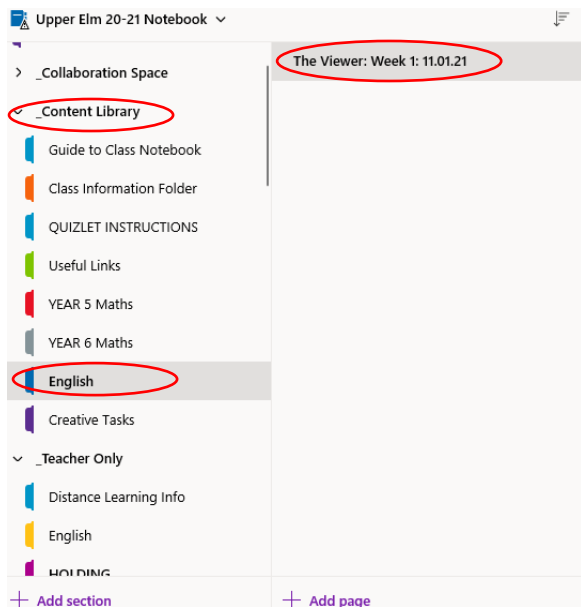 Upper Elm 20-21 Notebook
_Collaboration Space
_Content Library
Guide to Class Notebook
Class Information Folder
QUIZLET INSTRUCTIONS
Useful Links
YEAR 5 Maths
YEAR 6 Maths
English
Creative Tasks
_Teacher Only
Distance Learning Info
English
HOLDING
Add section
The Viewer: Week 1: 11.01.21
Add page